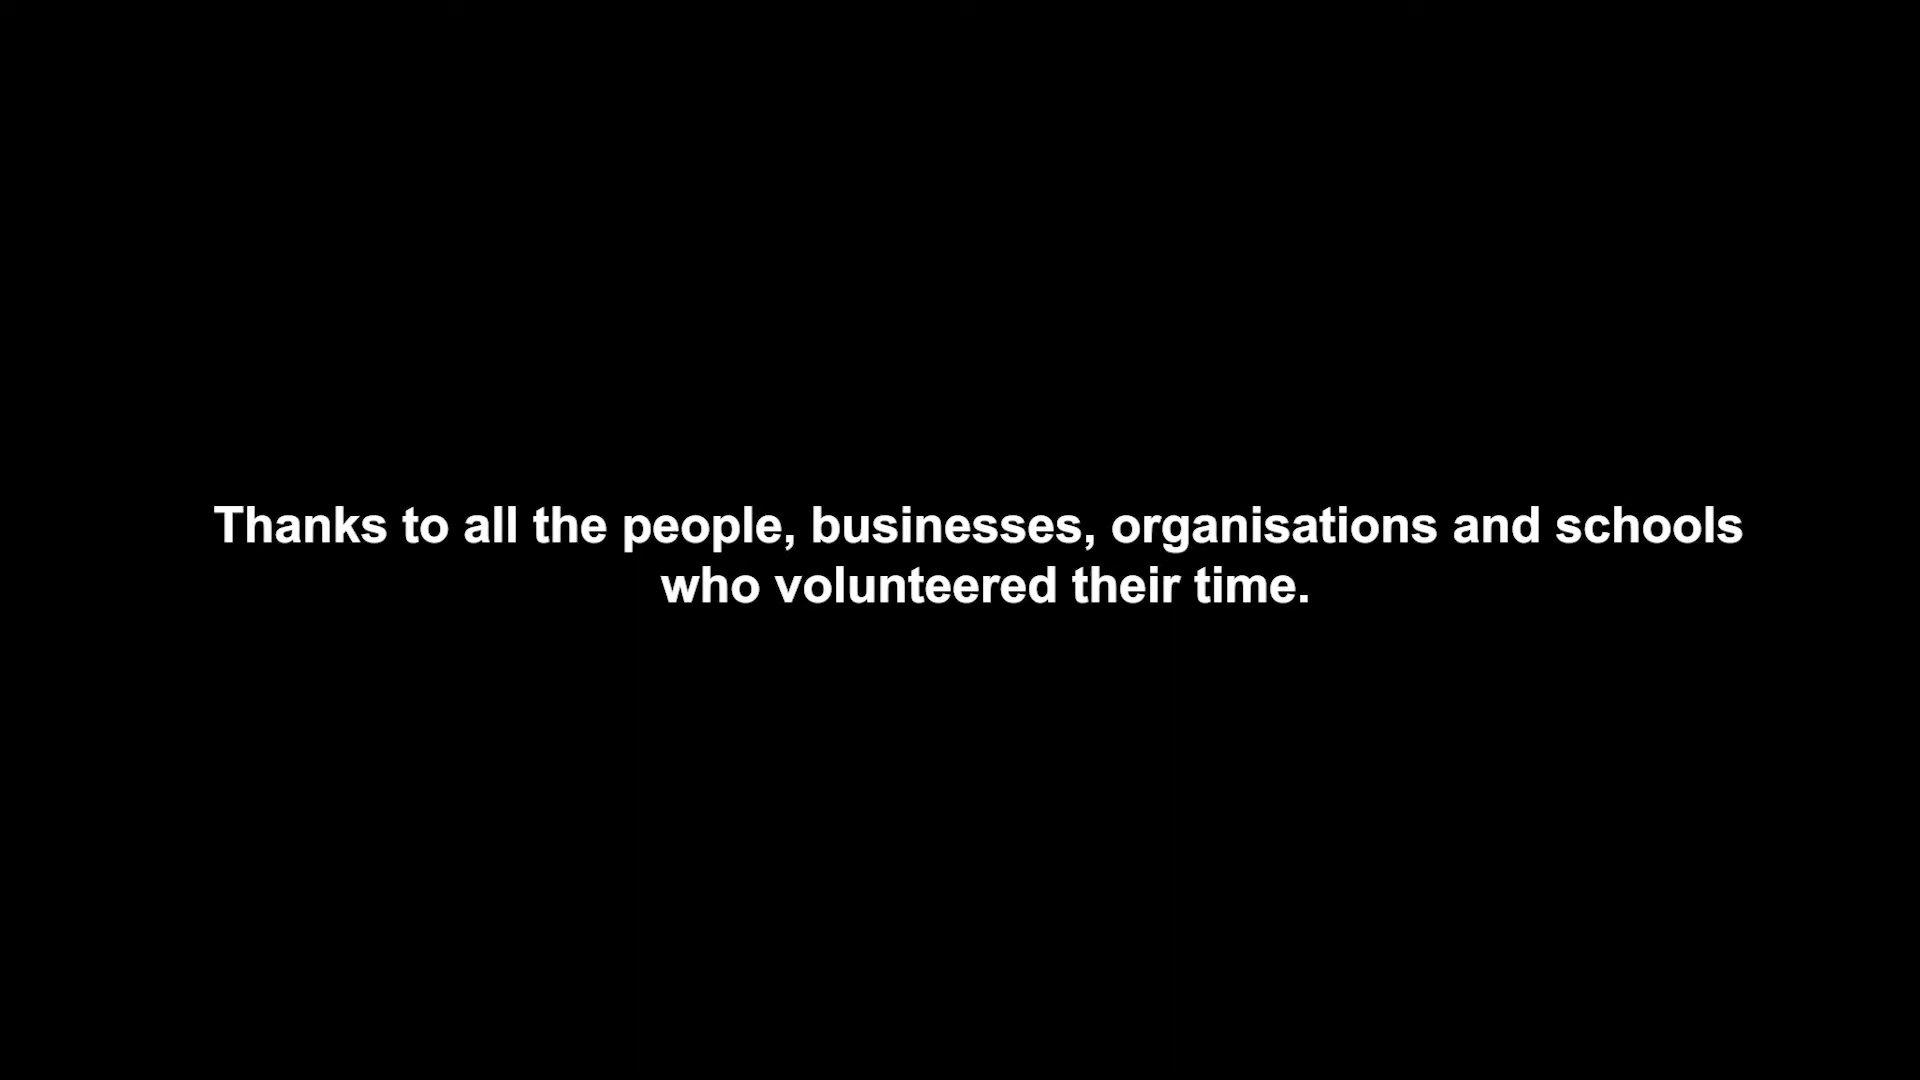 Thanks to all the people, businesses, organisations and schools
who volunteered their time.